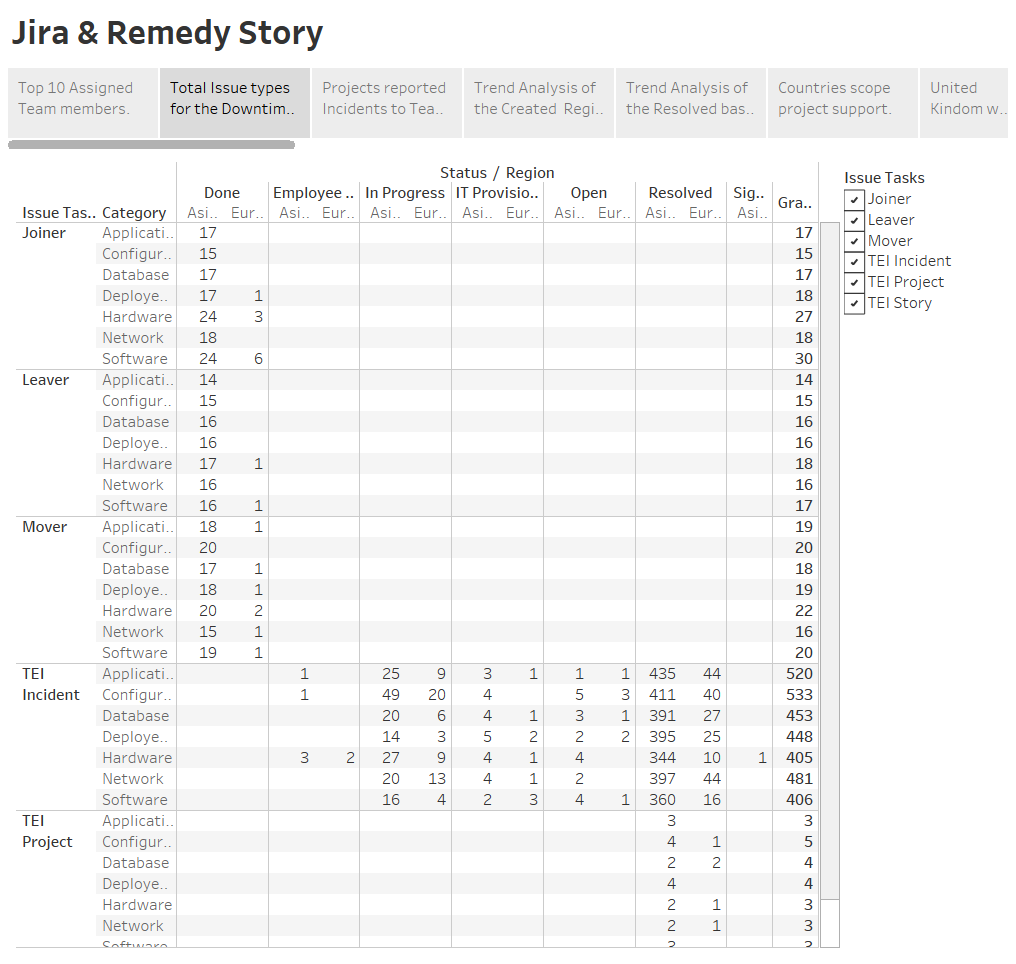 Jira & Remedy Story
Top 10 Assigned Team members.
Total Issue types for the Downtim..
Projects reported Incidents to Tea..
Trend Analysis of the Created Regi..
Trend Analysis of the Resolved bas..
Countries scope project support.
United Kindom w..
Status / Region
Done Employee .. In Progress IT Provisio.. Open Resolved Sig.. Gra..
Issue Tas.. Category Asi.. Eur.. Asi.. Eur.. Asi.. Eur.. Asi.. Eur.. Asi.. Eur.. Asi.. Eur.. Asi..
Joiner Applicati.. 17 17
Configur.. 15 15
Database 17 17
Deploye.. 17 1 18
Hardware 24 3 27
Network 18 18
Software 24 6 30
Leaver Applicati.. 14 14
Configur.. 15 15
Database 16 16
Deploye.. 16 16
Hardware 17 1 18
Network 16 16
Software 16 1 17
Mover Applicati.. 18 1 19
Configur.. 20 20
Database 17 1 18
Deploye.. 18 1 19
Hardware 20 2 22
Network 15 1 16
Software 19 1 20
TEI Applicati.. 1 25 9 3 1 1 1 435 44 520
Incident Configur.. 1 49 20 4 5 3 411 40 533
Database 20 6 4 1 3 1 391 27 453
Deploye.. 14 3 5 2 2 2 395 25 448
Hardware 3 2 27 9 4 1 4 344 10 1 405
Network 20 13 4 1 2 397 44 481
Software 16 4 2 3 4 1 360 16 406
TEI Applicati.. 3 3
Project Configur.. 4 1 5
Database 2 2 4
Deploye.. 4 4
Hardware 2 1 3
Network 2 1 3
Software
Issue Tasks
Joiner
Leaver
Mover
TEI Incident
TEI Project
TEI Story